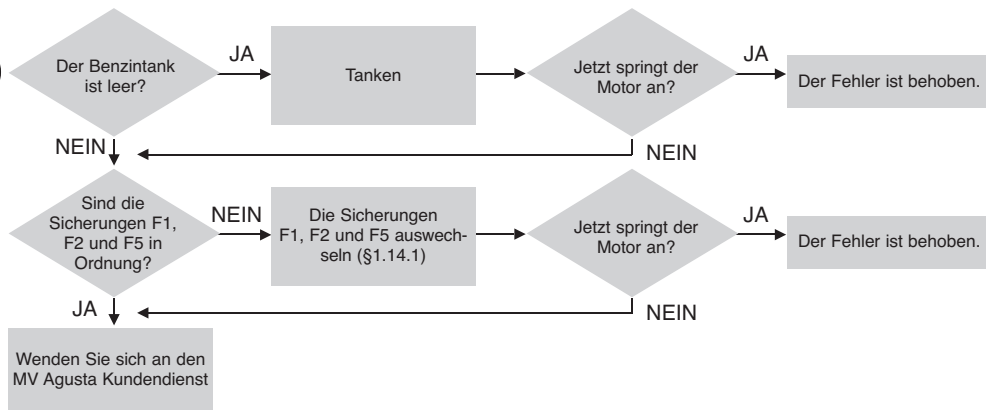 Der Benzintank
ist leer?
JA
Tanken
Jetzt springt der
Motor an?
JA
Der Fehler ist behoben.
NEIN
NEIN
Sind die
Sicherungen F1,
F2 und F5 in
Ordnung?
NEIN
Die Sicherungen
F1, F2 und F5 auswech-
seln (§1.14.1)
Jetzt springt der
Motor an?
JA
Der Fehler ist behoben.
JA
NEIN
Wenden Sie sich an den
MV Agusta Kundendienst